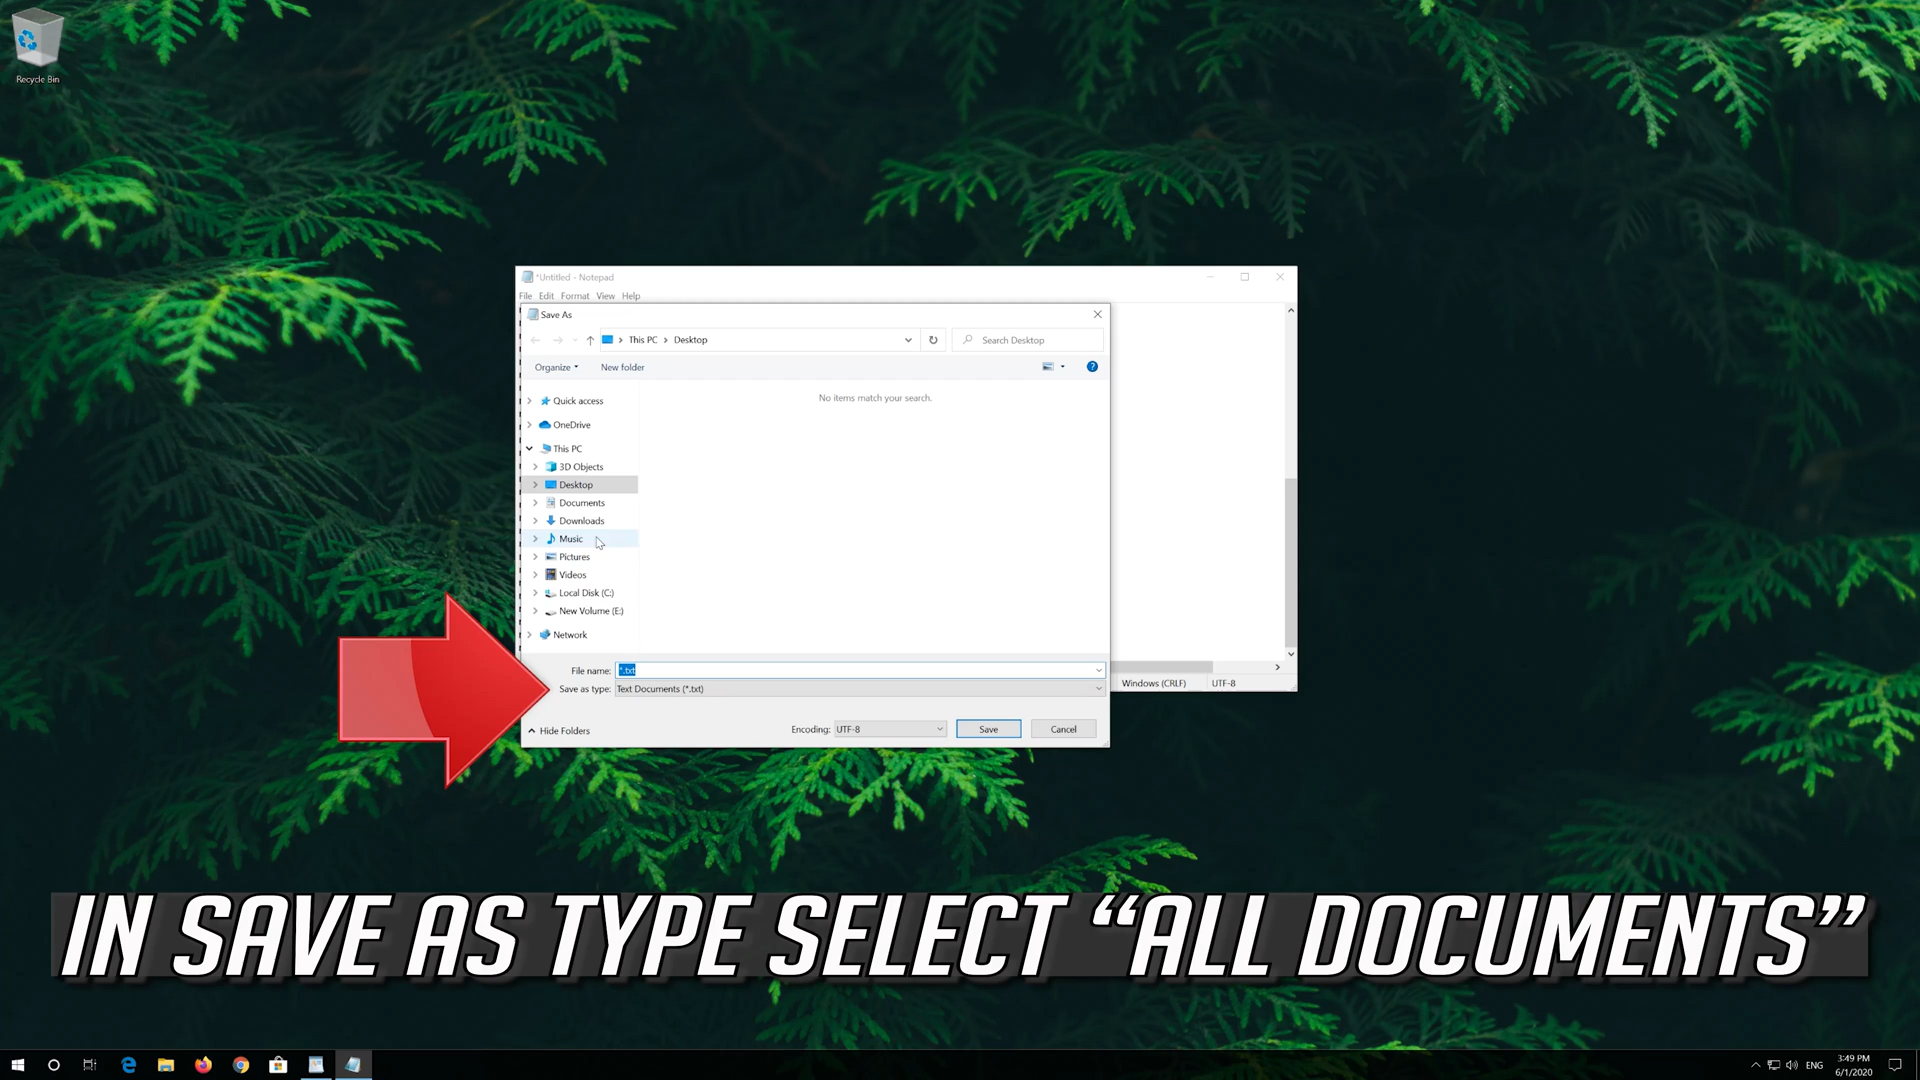 Recycle Bin
*Untitled - Notepad
File Edit Format View Help
Save As
This PC > Desktop
Search Desktop
Organize
New folder
No items match your search.
Quick access
OneDrive
This PC
3D Objects
Desktop
Documents
Downloads
Music
Pictures
Videos
Local Disk (C:)
New Volume (E:)
Network
File name: *.txt
Save as type: Text Documents (*.txt)
Windows (CRLF) UTF-8
Hide Folders
Encoding: UTF-8
Save
Cancel
IN SAVE AS TYPE SELECT “ALL DOCUMENTS”
ENG
3:49 PM
6/1/2020